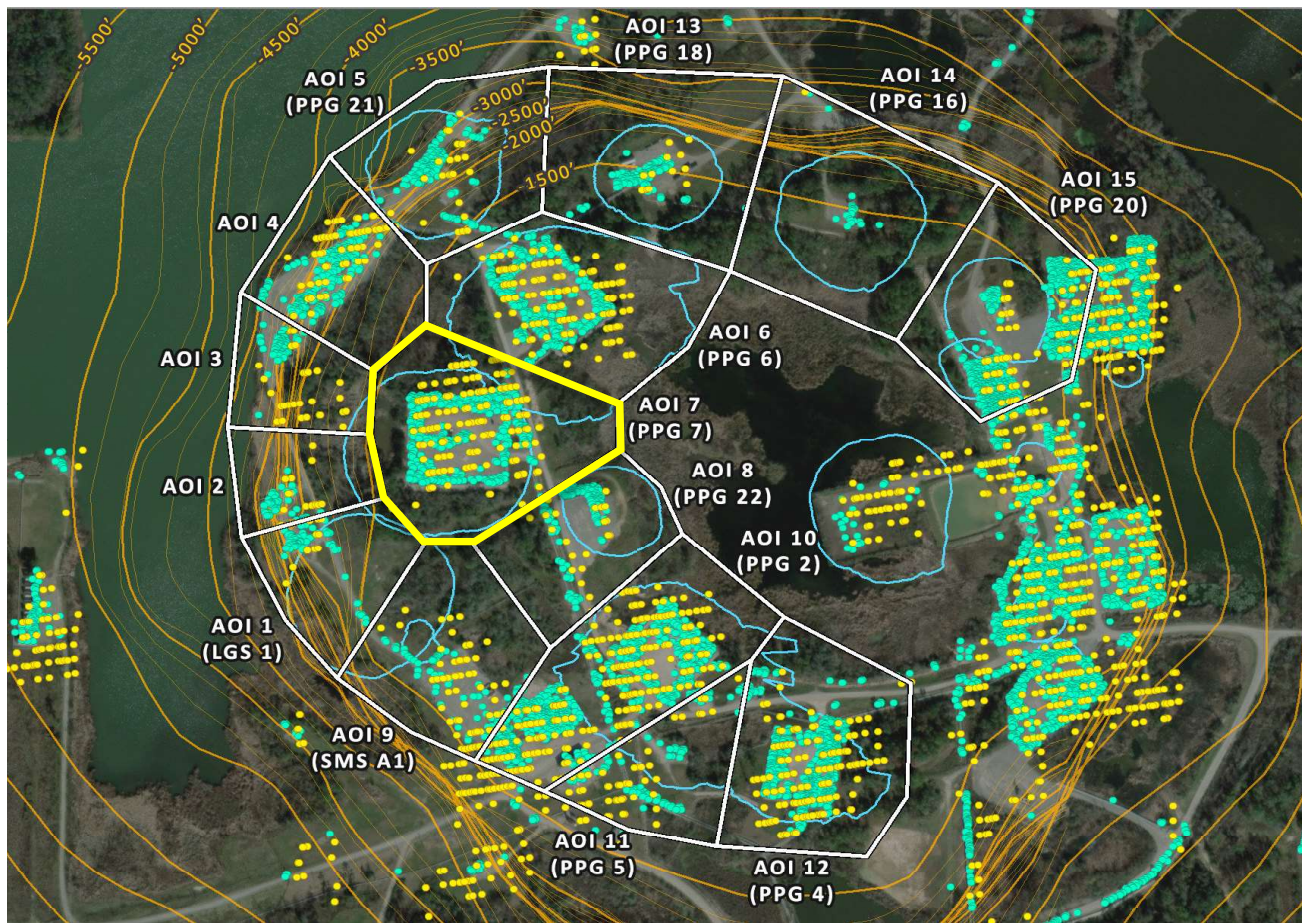 -5500'
-5000'
-4500'
-4000'
-3500'
-3000'
-2500'
-2000'
-1500'
AOI 13
(PPG 18)
AOI 14
(PPG 16)
AOI 5
(PPG 21)
AOI 15
(PPG 20)
AOI 4
AOI 3
AOI 6
(PPG 6)
AOI 7
(PPG 7)
AOI 8
(PPG 22)
AOI 2
AOI 10
(PPG 2)
AOI 1
(LGS 1)
AOI 9
(SMS A1)
AOI 11
(PPG 5)
AOI 12
(PPG 4)